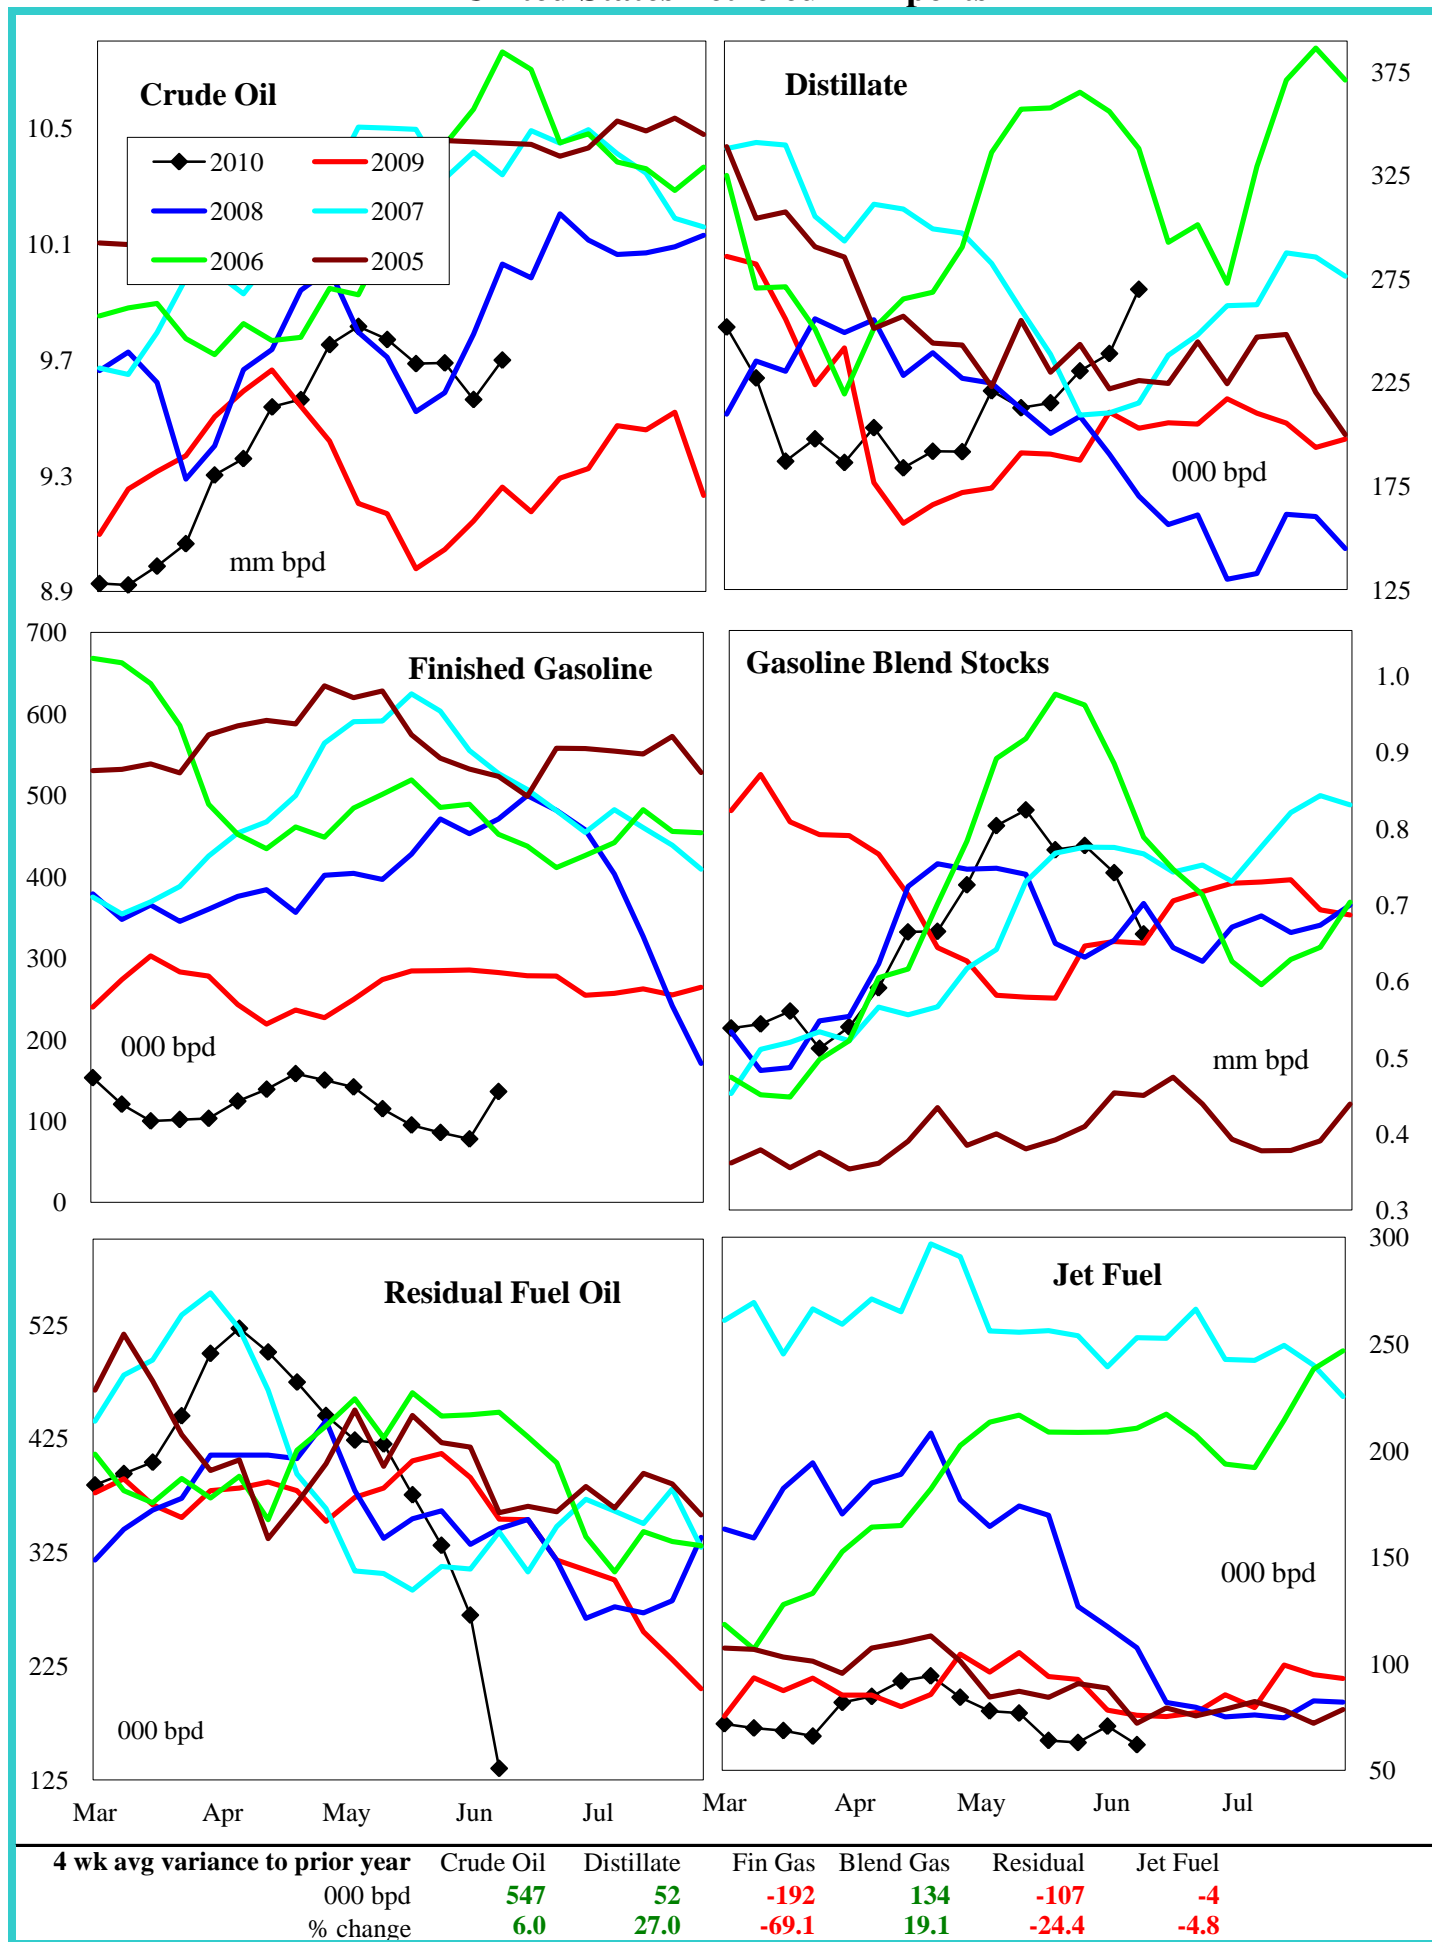 Crude Oil
10.5
10.1
9.7
9.3
8.9
2010
2009
2008
2007
2006
2005
mm bpd
Distillate
375
325
275
225
175
125
000 bpd
Finished Gasoline
700
600
500
400
300
200
100
0
000 bpd
Gasoline Blend Stocks
1.0
0.9
0.8
0.7
0.6
0.5
0.4
0.3
mm bpd
Residual Fuel Oil
525
425
325
225
125
000 bpd
Mar Apr May Jun Jul
Jet Fuel
300
250
200
150
100
50
000 bpd
Mar Apr May Jun Jul
4 wk avg variance to prior year Crude Oil Distillate Fin Gas Blend Gas Residual Jet Fuel
000 bpd 547 52 -192 134 -107 -4
% change 6.0 27.0 -69.1 19.1 -24.4 -4.8